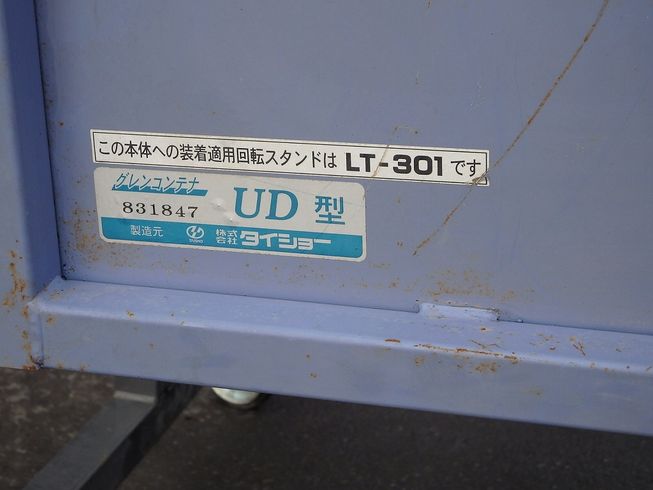 この本体への装着適用回転スタンドは LT-301 です
グレンコンテナ
831847 UD 型
製造元 TAISHO 株式会社 タイショー